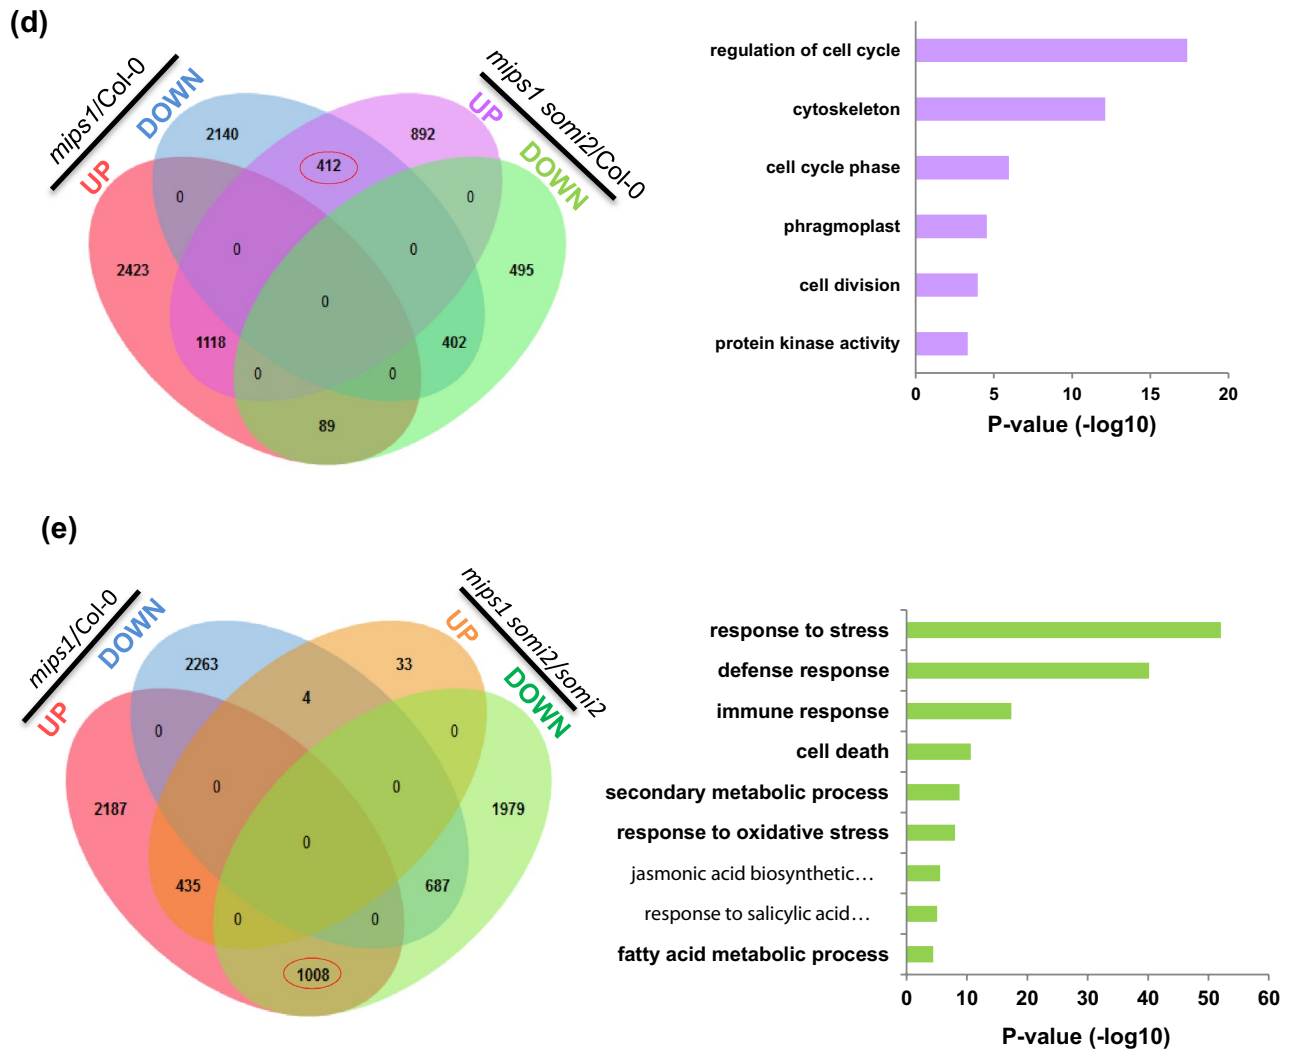 (d)
mips1/Col-0
DOWN
UP
mips1 somi2/Col-0
UP
DOWN
2140
892
412
0
0
2423
0
0
495
0
1118
402
0
0
89
regulation of cell cycle
cytoskeleton
cell cycle phase
phragmoplast
cell division
protein kinase activity
0 5 10 15 20
P-value (-log10)
(e)
mips1/Col-0
DOWN
UP
mips1 somi2/somi2
UP
DOWN
2263
33
4
0
0
2187
0
0
1979
0
435
687
0
0
1008
response to stress
defense response
immune response
cell death
secondary metabolic process
response to oxidative stress
jasmonic acid biosynthetic…
response to salicylic acid…
fatty acid metabolic process
0 10 20 30 40 50 60
P-value (-log10)